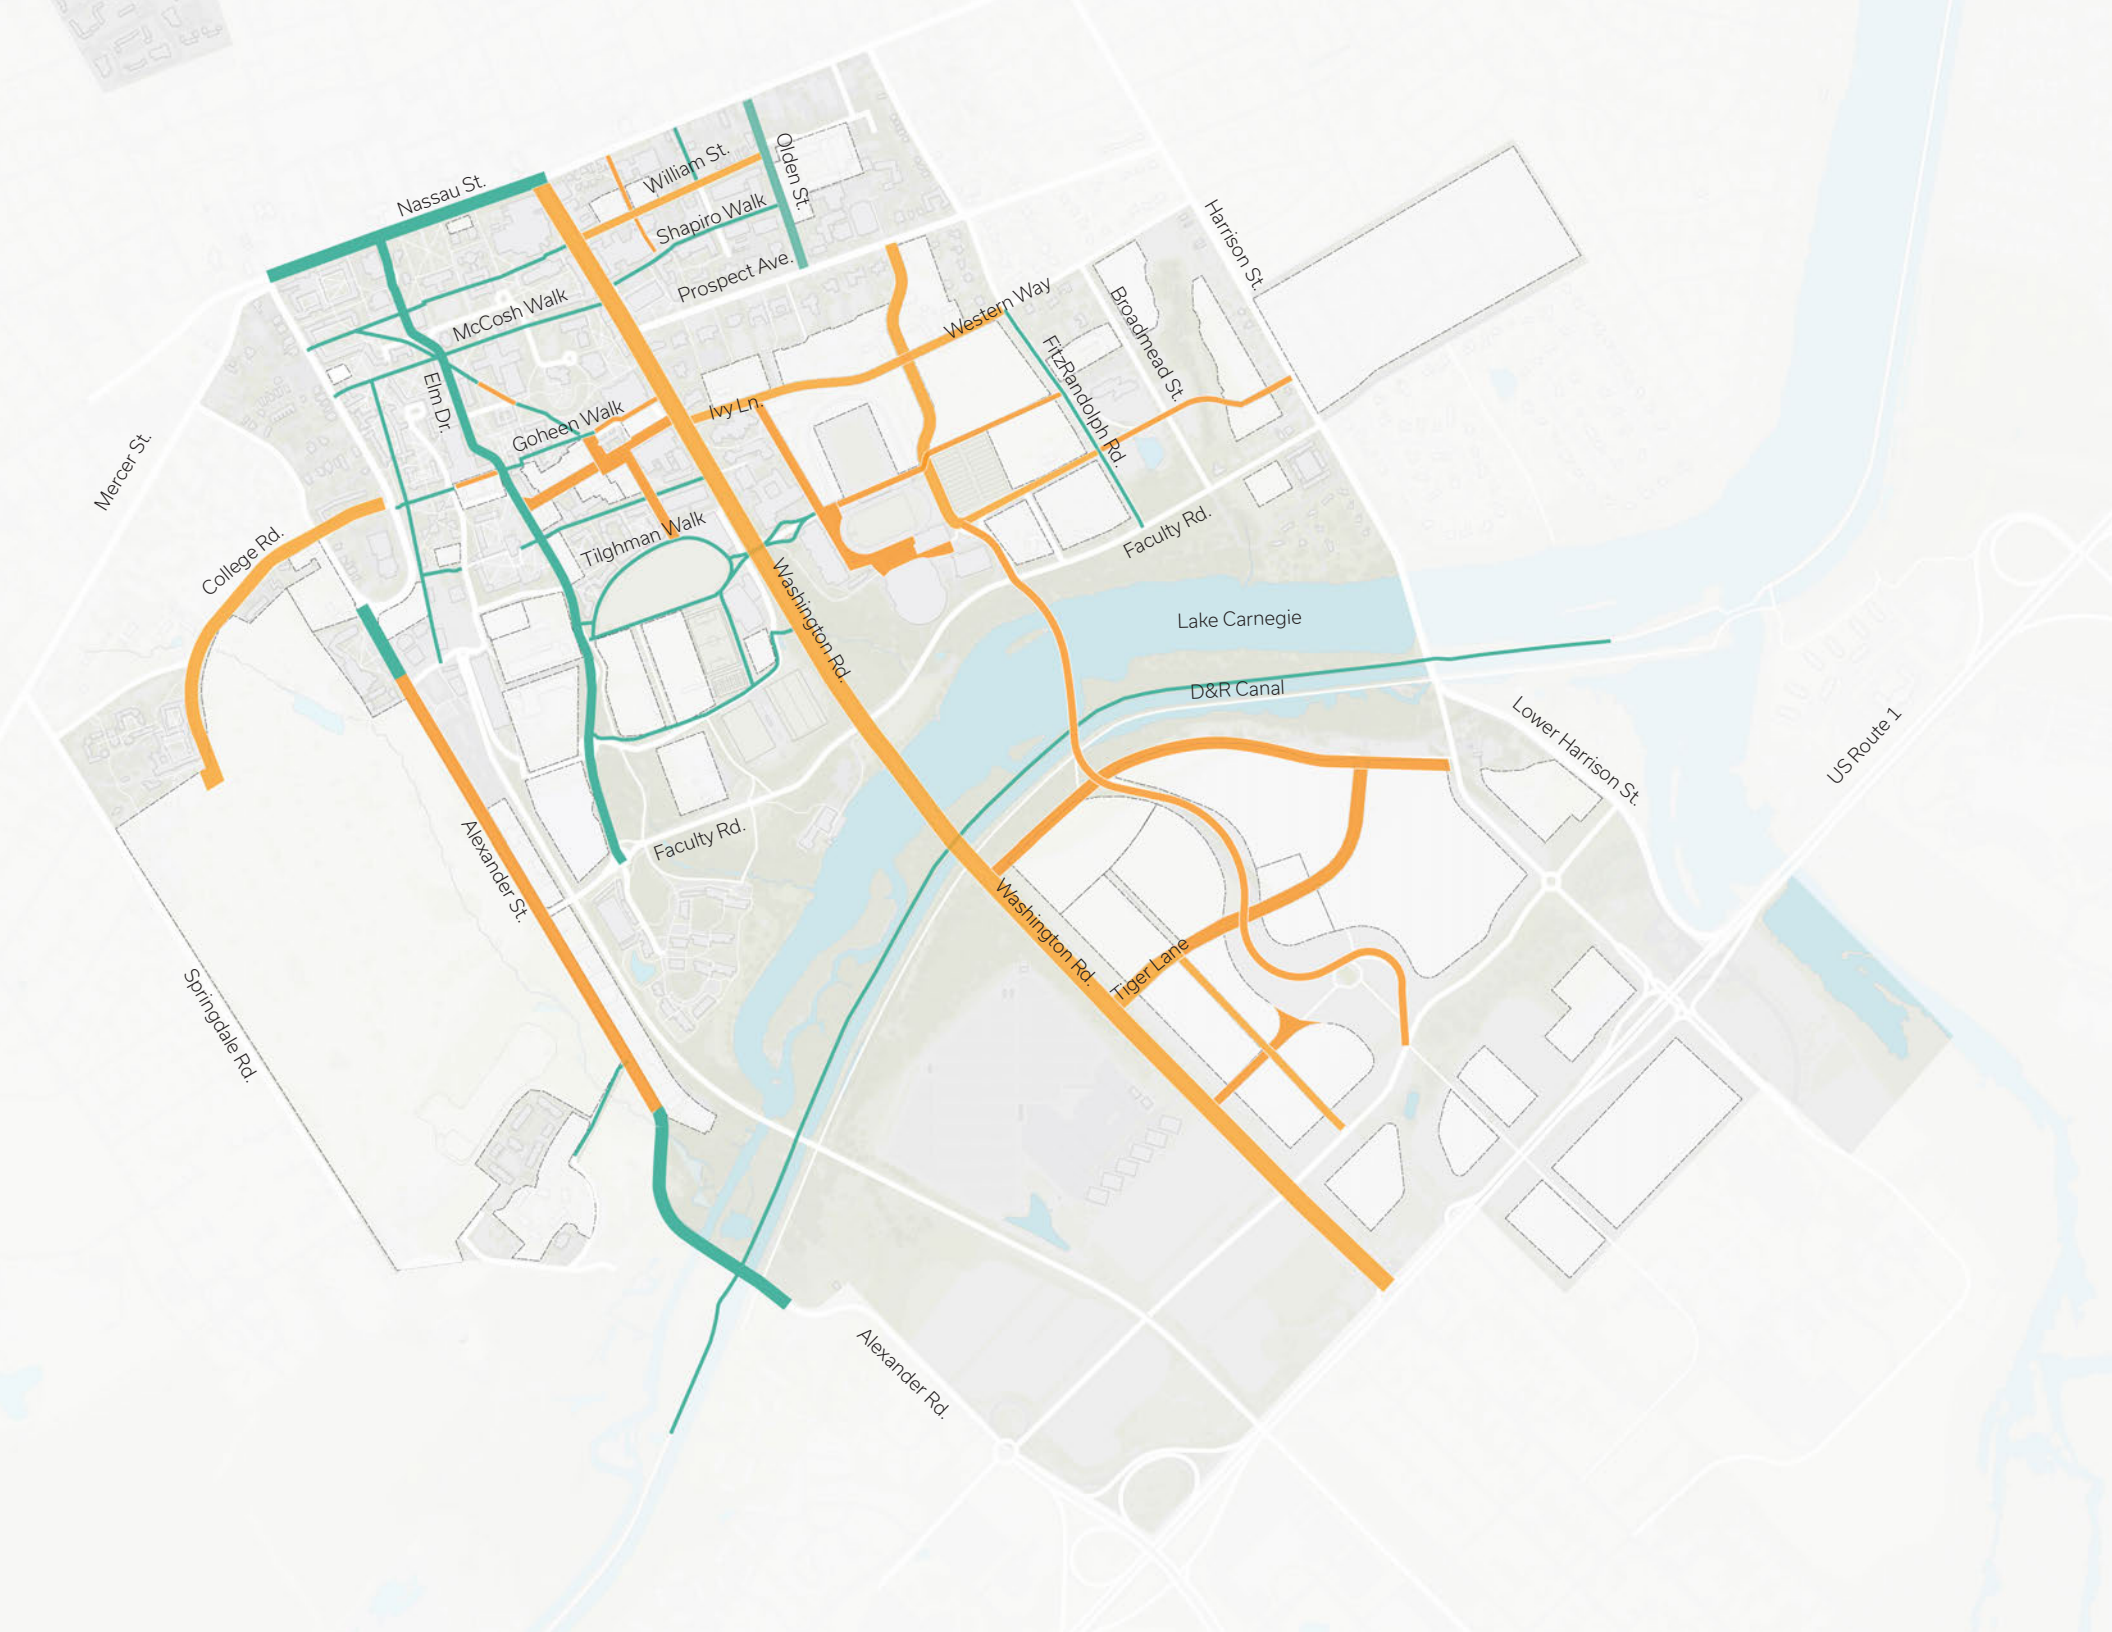 Nassau St.
William St.
Olden St.
Shapiro Walk
Prospect Ave.
Harrison St.
McCosh Walk
Western Way
Broadmead St.
FitzRandolph Rd.
Elm Dr.
Ivy Ln.
Goheen Walk
Mercer St.
College Rd.
Tilghman Walk
Faculty Rd.
Washington Rd.
Lake Carnegie
D&R Canal
Lower Harrison St.
US Route 1
Faculty Rd.
Alexander St.
Washington Rd.
Tiger Lane
Springdale Rd.
Alexander Rd.